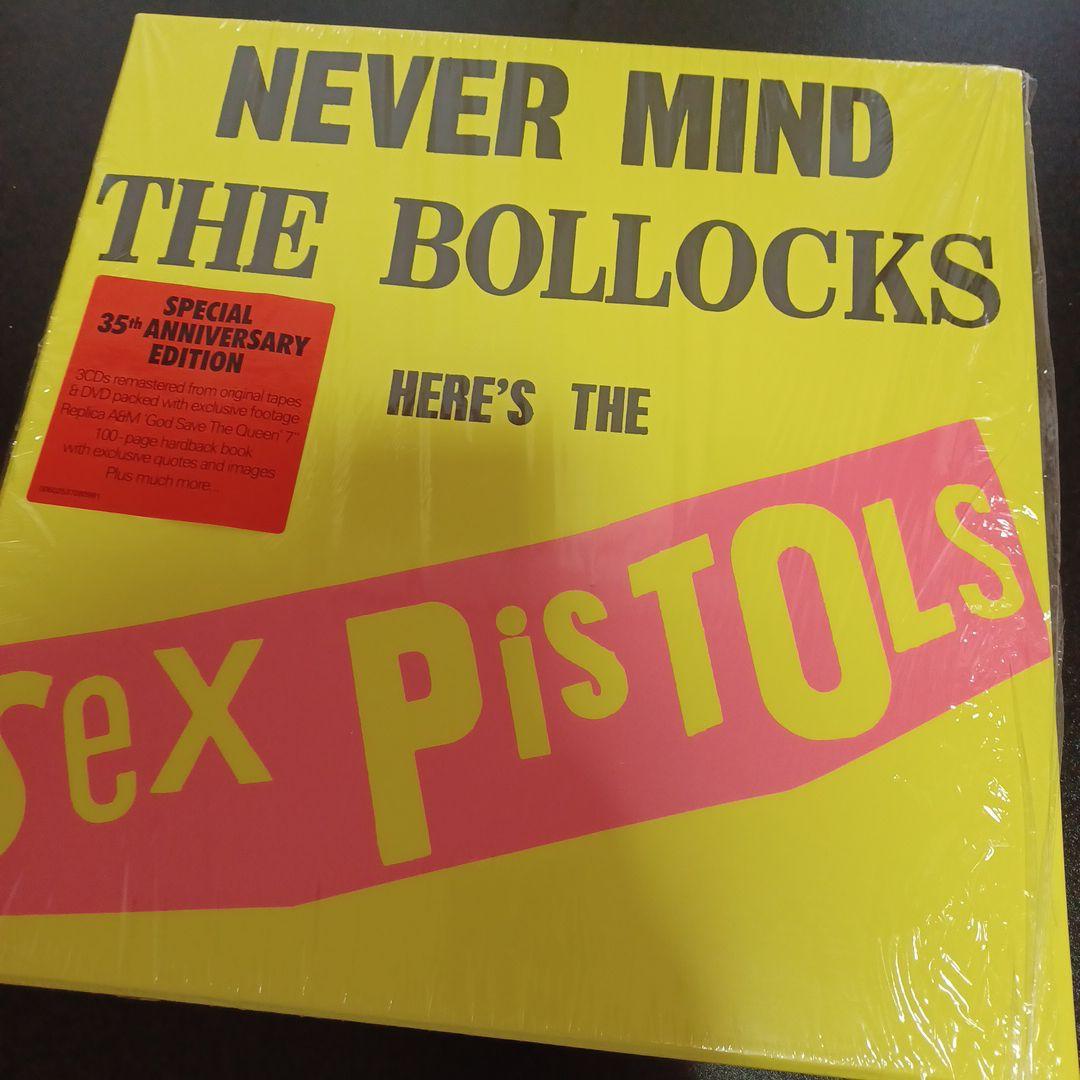 NEVER MIND
THE BOLLOCKS
SPECIAL
35th ANNIVERSARY
EDITION
3CDs remastered from original tapes
& DVD packed with exclusive footage
Replica A&M 'God Save The Queen' 7"
100-page hardback book
with exclusive quotes and images
Plus much more...
HERE'S THE
Sex PiSTOLS